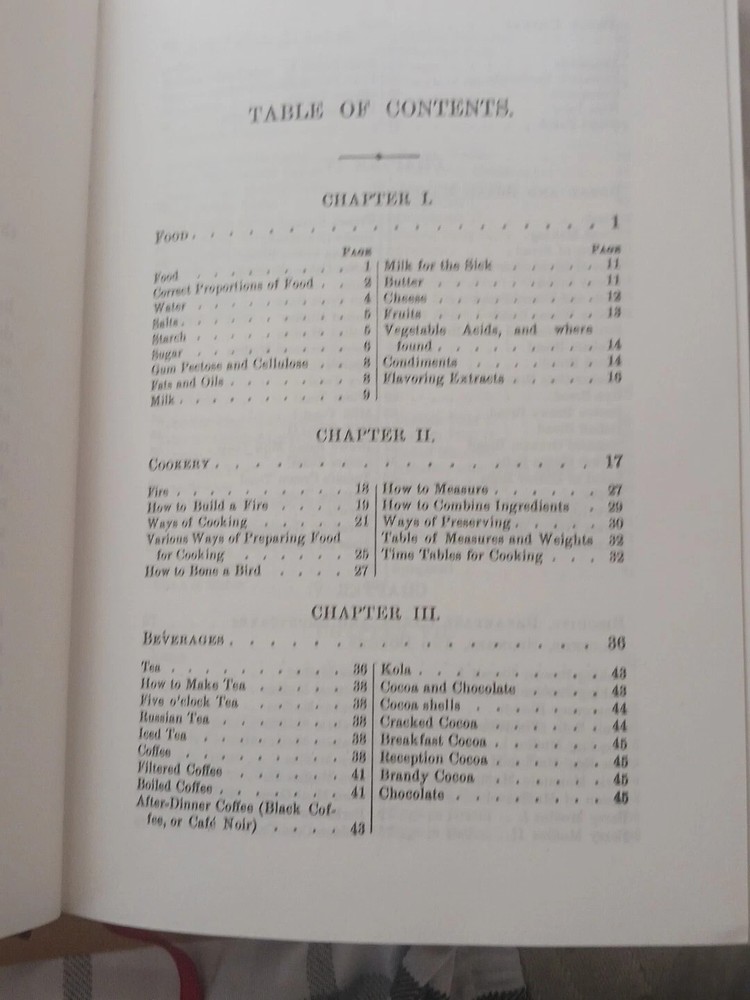 TABLE OF CONTENTS.
CHAPTER I.
FOOD . . . . . . . . . . . . . . . . . . . . 1
PAGE
Food . . . . . . . . . 1
Correct Proportions of Food . . 2
Water . . . . . . . . . 4
Salts . . . . . . . . . 5
Starch . . . . . . . . 5
Sugar . . . . . . . . 6
Gum Pectose and Cellulose . . 8
Fats and Oils . . . . . . . 8
Milk . . . . . . . . . . 9
PAGE
Milk for the Sick . . . . . 11
Butter . . . . . . . . . 11
Cheese . . . . . . . . . 12
Fruits . . . . . . . . . 13
Vegetable Acids, and where
found . . . . . . . . . 14
Condiments . . . . . . . 14
Flavoring Extracts . . . . . 16
CHAPTER II.
COOKERY . . . . . . . . . . . . . . . . . . 17
Fire . . . . . . . . . . 18
How to Build a Fire . . . . 19
Ways of Cooking . . . . . 21
Various Ways of Preparing Food
for Cooking . . . . . . 25
How to Bone a Bird . . . . 27
How to Measure . . . . . . 27
How to Combine Ingredients . 29
Ways of Preserving . . . . . 30
Table of Measures and Weights 32
Time Tables for Cooking . . . 32
CHAPTER III.
BEVERAGES . . . . . . . . . . . . . . . . . 36
Tea . . . . . . . . . . 36
How to Make Tea . . . . . 38
Five o'clock Tea . . . . . 38
Russian Tea . . . . . . . 38
Iced Tea . . . . . . . . 38
Coffee . . . . . . . . . 38
Filtered Coffee . . . . . . 41
Boiled Coffee . . . . . . . 41
After-Dinner Coffee (Black Cof-
fee, or Café Noir) . . . . 43
Kola . . . . . . . . . . 43
Cocoa and Chocolate . . . . 43
Cocoa shells . . . . . . . 44
Cracked Cocoa . . . . . . 44
Breakfast Cocoa . . . . . . 45
Reception Cocoa . . . . . . 45
Brandy Cocoa . . . . . . 45
Chocolate . . . . . . . . 45